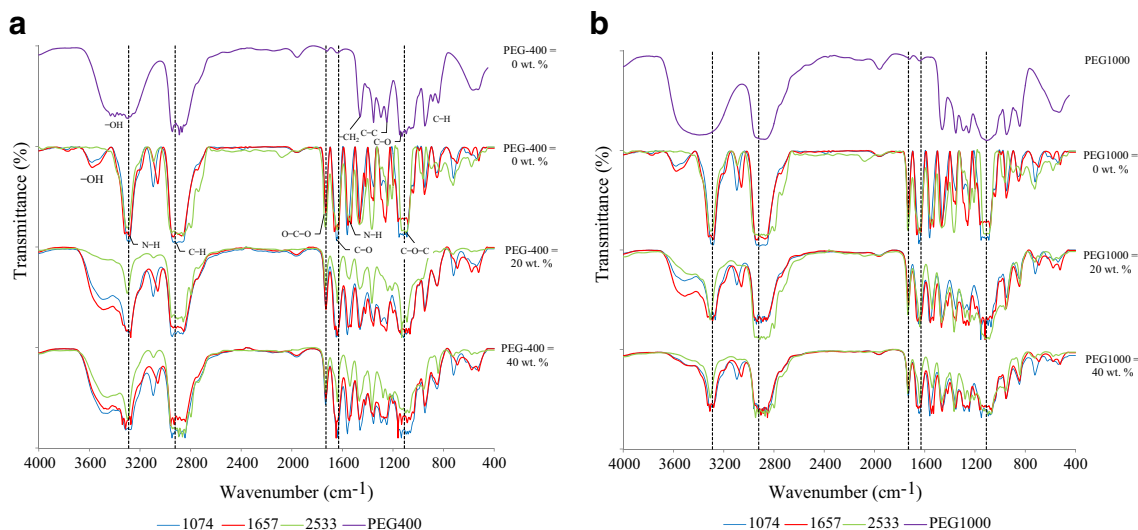 a
PEG-400 =
0 wt. %
−OH
−CH2
C−C
C−O
C−H
PEG-400 =
0 wt. %
−OH
N−H
C−H
O−C−O
C−O
N−H
C−O−C
PEG-400 =
20 wt. %
PEG-400 =
40 wt. %
Transmittance (%)
4000 3200 2400 2000 1600 1200 800 400
Wavenumber (cm-1)
1074 1657 2533 PEG400
b
PEG1000
PEG1000 =
0 wt. %
PEG1000 =
20 wt. %
PEG1000 =
40 wt. %
Transmittance (%)
4000 3600 2800 2400 2000 1600 1200 800 400
Wavenumber (cm-1)
1074 1657 2533 PEG1000